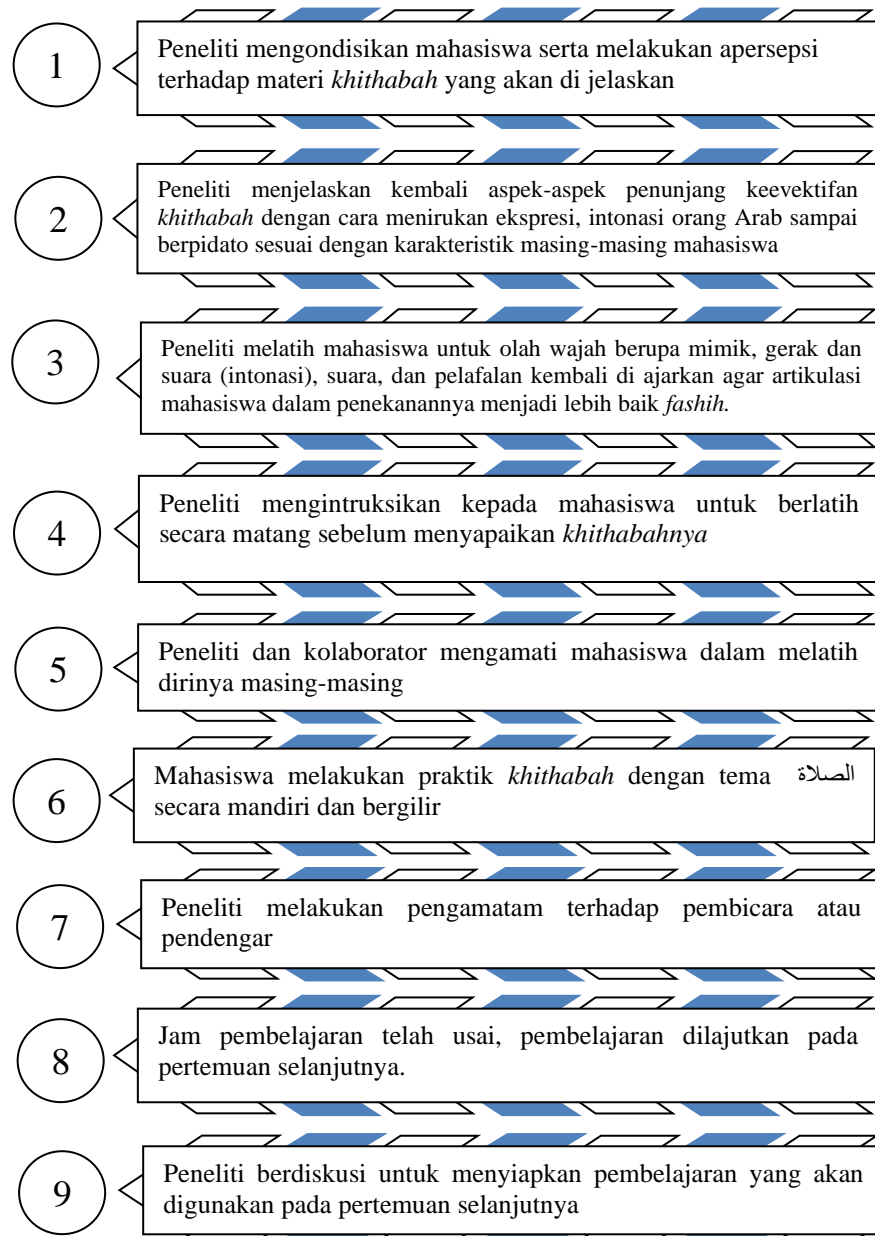 1
Peneliti mengondisikan mahasiswa serta melakukan apersepsi
terhadap materi khithabah yang akan di jelaskan
2
Peneliti menjelaskan kembali aspek-aspek penunjang keevektifan
khithabah dengan cara menirukan ekspresi, intonasi orang Arab sampai
berpidato sesuai dengan karakteristik masing-masing mahasiswa
3
Peneliti melatih mahasiswa untuk olah wajah berupa mimik, gerak dan
suara (intonasi), suara, dan pelafalan kembali di ajarkan agar artikulasi
mahasiswa dalam penekanannya menjadi lebih baik fashih.
4
Peneliti mengintruksikan kepada mahasiswa untuk berlatih
secara matang sebelum menyapaikan khithabahnya
5
Peneliti dan kolaborator mengamati mahasiswa dalam melatih
dirinya masing-masing
6
Mahasiswa melakukan praktik khithabah dengan tema الصلاة
secara mandiri dan bergilir
7
Peneliti melakukan pengamatam terhadap pembicara atau
pendengar
8
Jam pembelajaran telah usai, pembelajaran dilajutkan pada
pertemuan selanjutnya.
9
Peneliti berdiskusi untuk menyiapkan pembelajaran yang akan
digunakan pada pertemuan selanjutnya